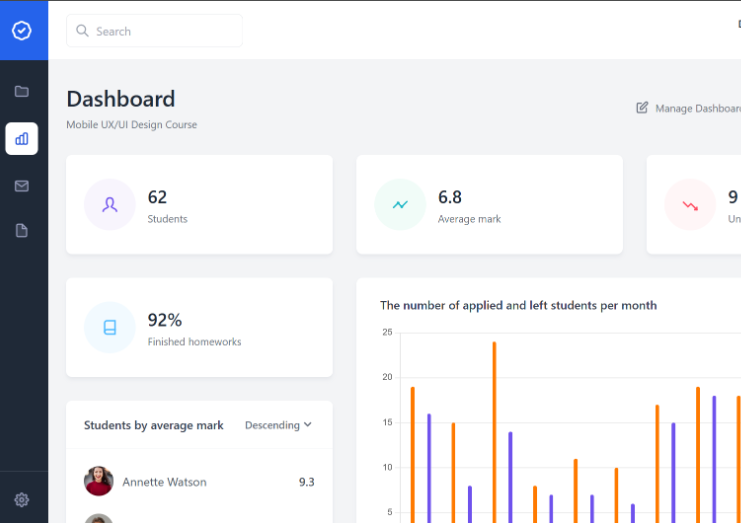 Search
Dashboard
Mobile UX/UI Design Course
Manage
62
Students
6.8
Average mark
9
92%
Finished homeworks
The number of applied and left students per month
25
20
15
10
5
Students by average mark
Descending
Annette Watson
9.3